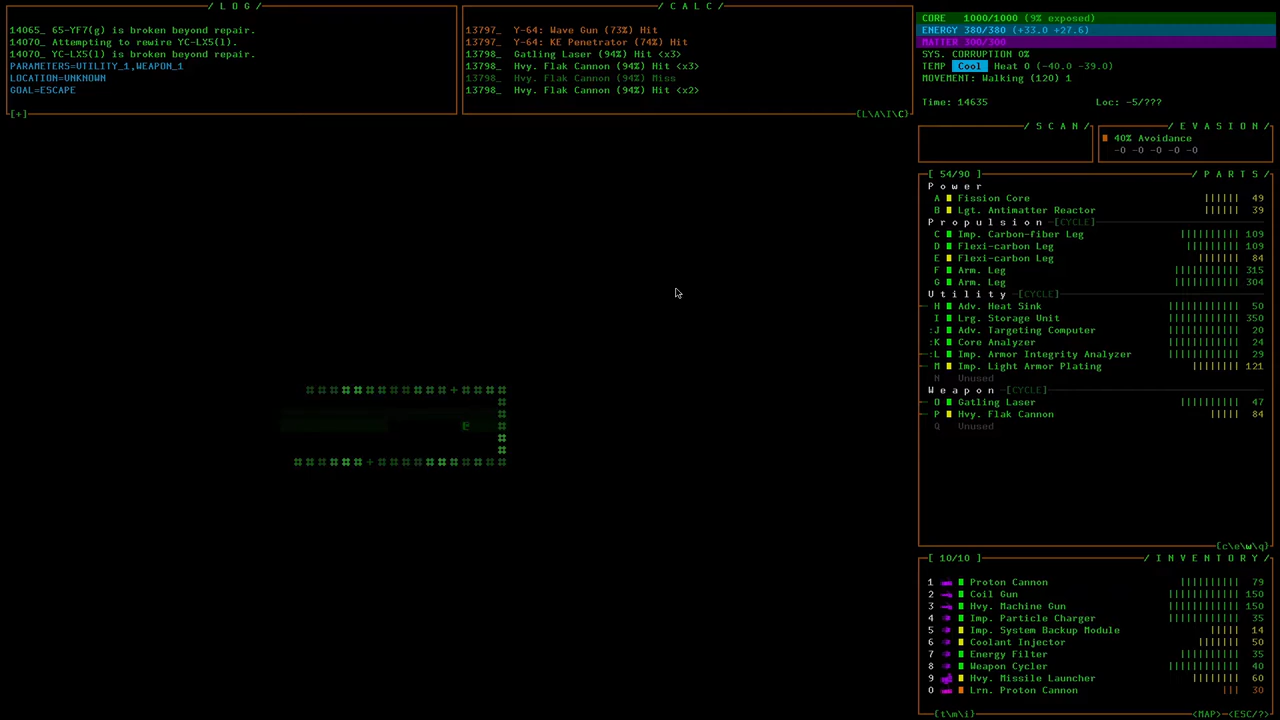 / L O G /
14065_ 65-YF7(g) is broken beyond repair.
14070_ Attempting to rewire YC-LX5(l).
14070_ YC-LX5(l) is broken beyond repair.
PARAMETERS=UTILITY_1,WEAPON_1
LOCATION=UNKNOWN
GOAL=ESCAPE
[+]
/ C A L C /
13797_ Y-64: Wave Gun (73%) Hit
13797_ Y-64: KE Penetrator (74%) Hit
13798_ Gatling Laser (94%) Hit <x3>
13798_ Hvy. Flak Cannon (94%) Hit <x3>
13798_ Hvy. Flak Cannon (94%) Miss
13798_ Hvy. Flak Cannon (94%) Hit <x2>
[L\A\I\C]
CORE 1000/1000 (9% exposed)
ENERGY 380/380 (+33.0 +27.6)
MATTER 300/300
SYS. CORRUPTION 0%
TEMP Cool Heat 0 (-40.0 -39.0)
MOVEMENT: Walking (120) 1
Time: 14635 Loc: -5/???
/ S C A N /
/ E V A S I O N /
40% Avoidance
-0 -0 -0 -0 -0
[ 54/90 ] / P A R T S /
P o w e r
A Fission Core 49
B Lgt. Antimatter Reactor 39
P r o p u l s i o n [CYCLE]
C Imp. Carbon-fiber Leg 109
D Flexi-carbon Leg 109
E Flexi-carbon Leg 84
F Arm. Leg 315
G Arm. Leg 304
U t i l i t y [CYCLE]
H Adv. Heat Sink 50
I Lrg. Storage Unit 350
:J Adv. Targeting Computer 20
:K Core Analyzer 24
:L Imp. Armor Integrity Analyzer 29
M Imp. Light Armor Plating 121
N Unused
W e a p o n [CYCLE]
O Gatling Laser 47
P Hvy. Flak Cannon 84
Q Unused
[c\e\w\q]
@
[ 10/10 ] / I N V E N T O R Y /
1 Proton Cannon 79
2 Coil Gun 150
3 Hvy. Machine Gun 150
4 Imp. Particle Charger 35
5 Imp. System Backup Module 14
6 Coolant Injector 50
7 Energy Filter 35
8 Weapon Cycler 40
9 Hvy. Missile Launcher 60
0 Lrn. Proton Cannon 30
[t\m\i] <MAP> <ESC/?>